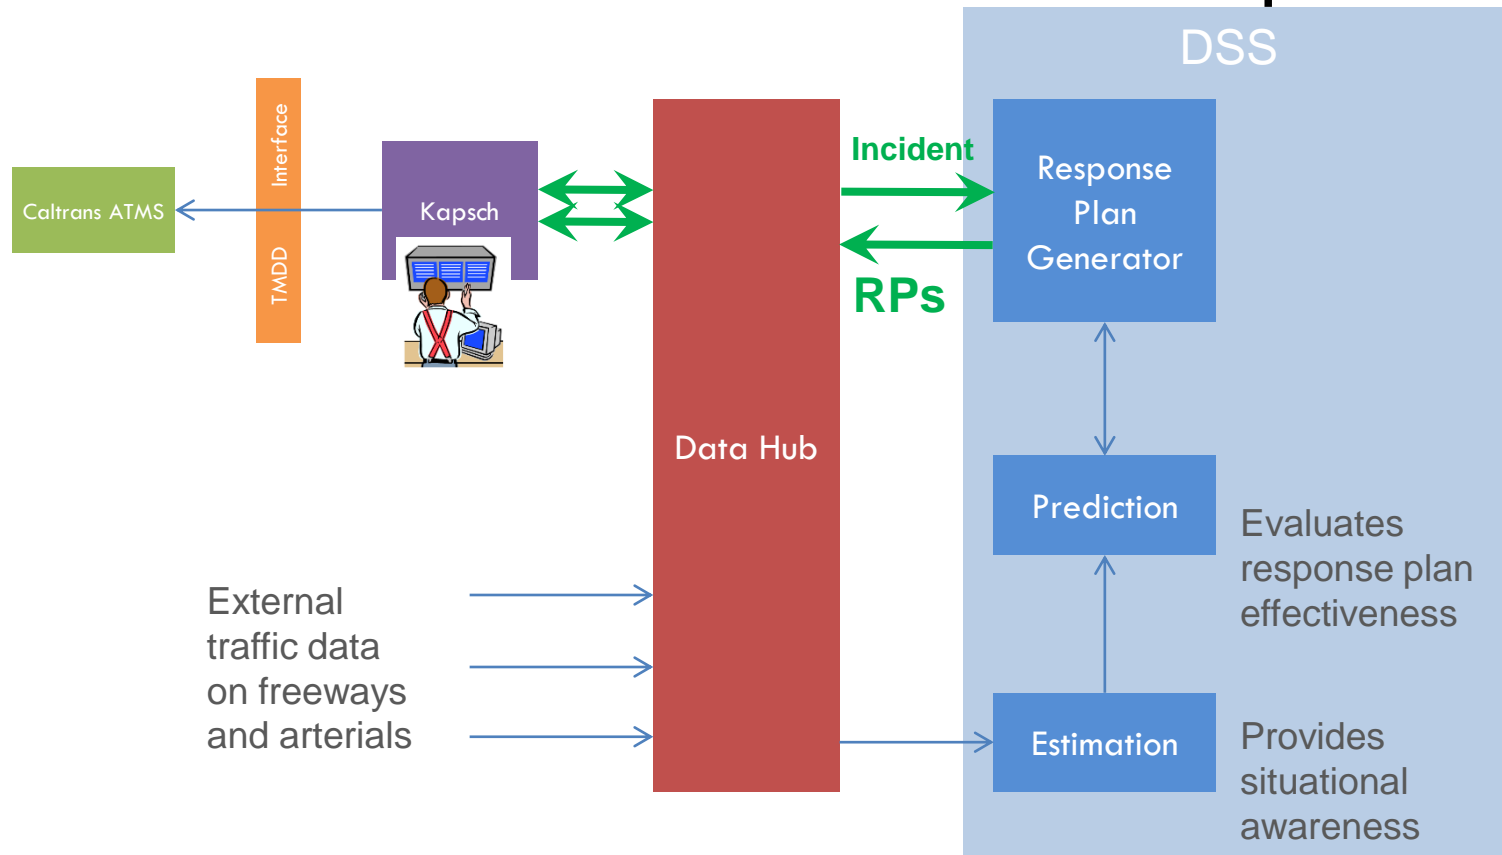 DSS
Interface
TMDD
Caltrans ATMS
Kapsch
Data Hub
Incident
RPs
Response
Plan
Generator
Prediction
Evaluates
response plan
effectiveness
External
traffic data
on freeways
and arterials
Estimation
Provides
situational
awareness